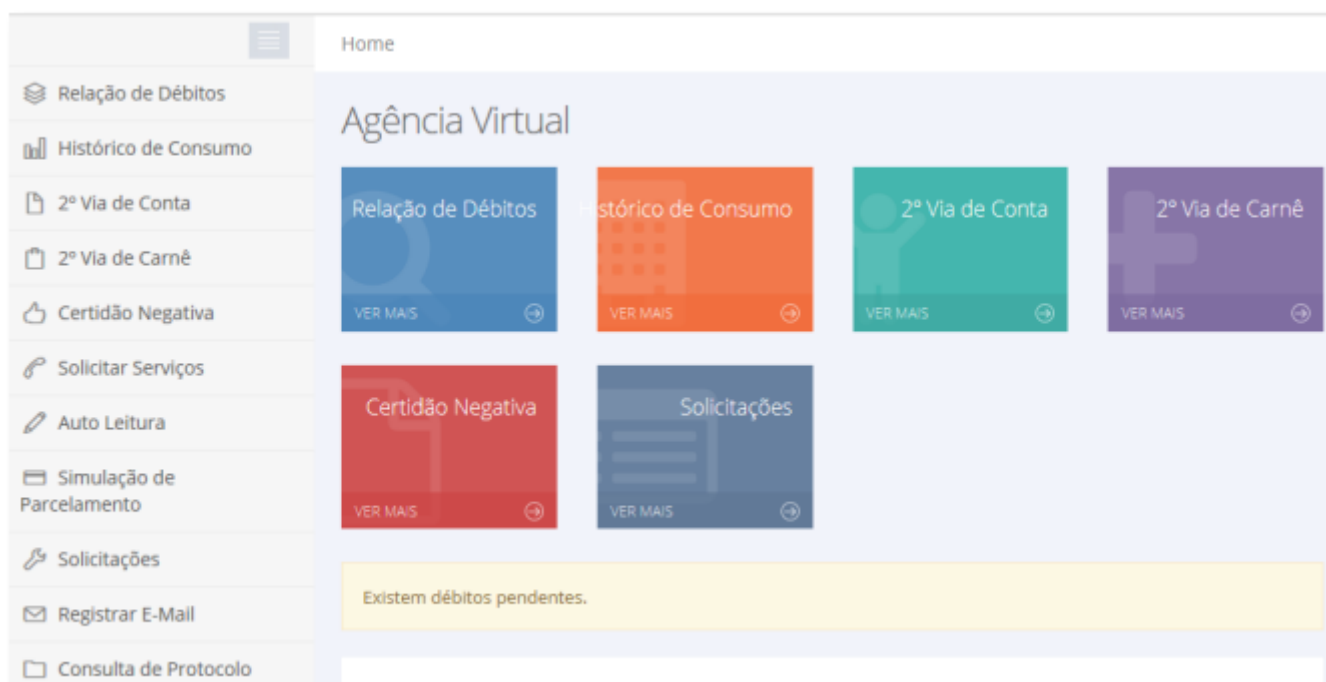 Home
Relação de Débitos
Histórico de Consumo
2º Via de Conta
2º Via de Carnê
Certidão Negativa
Solicitar Serviços
Auto Leitura
Simulação de
Parcelamento
Solicitações
Registrar E-Mail
Consulta de Protocolo
Agência Virtual
Relação de Débitos
VER MAIS
Histórico de Consumo
VER MAIS
2º Via de Conta
VER MAIS
2º Via de Carnê
VER MAIS
Certidão Negativa
VER MAIS
Solicitações
VER MAIS
Existem débitos pendentes.